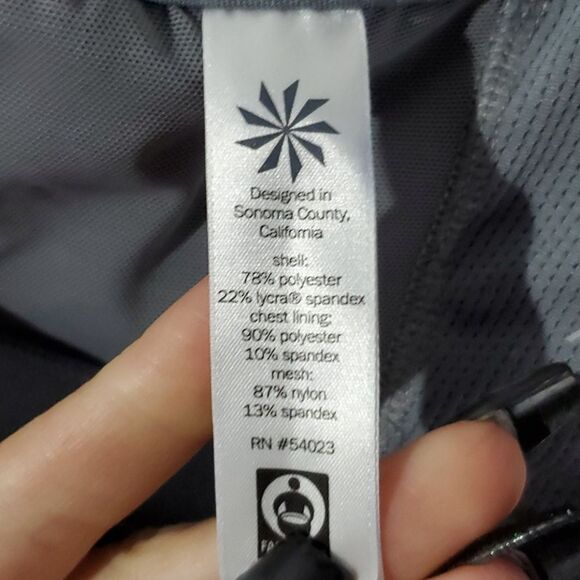 Designed in
Sonoma County,
California
shell:
78% polyester
22% lycra® spandex
chest lining:
90% polyester
10% spandex
mesh:
87% nylon
13% spandex
RN #54023